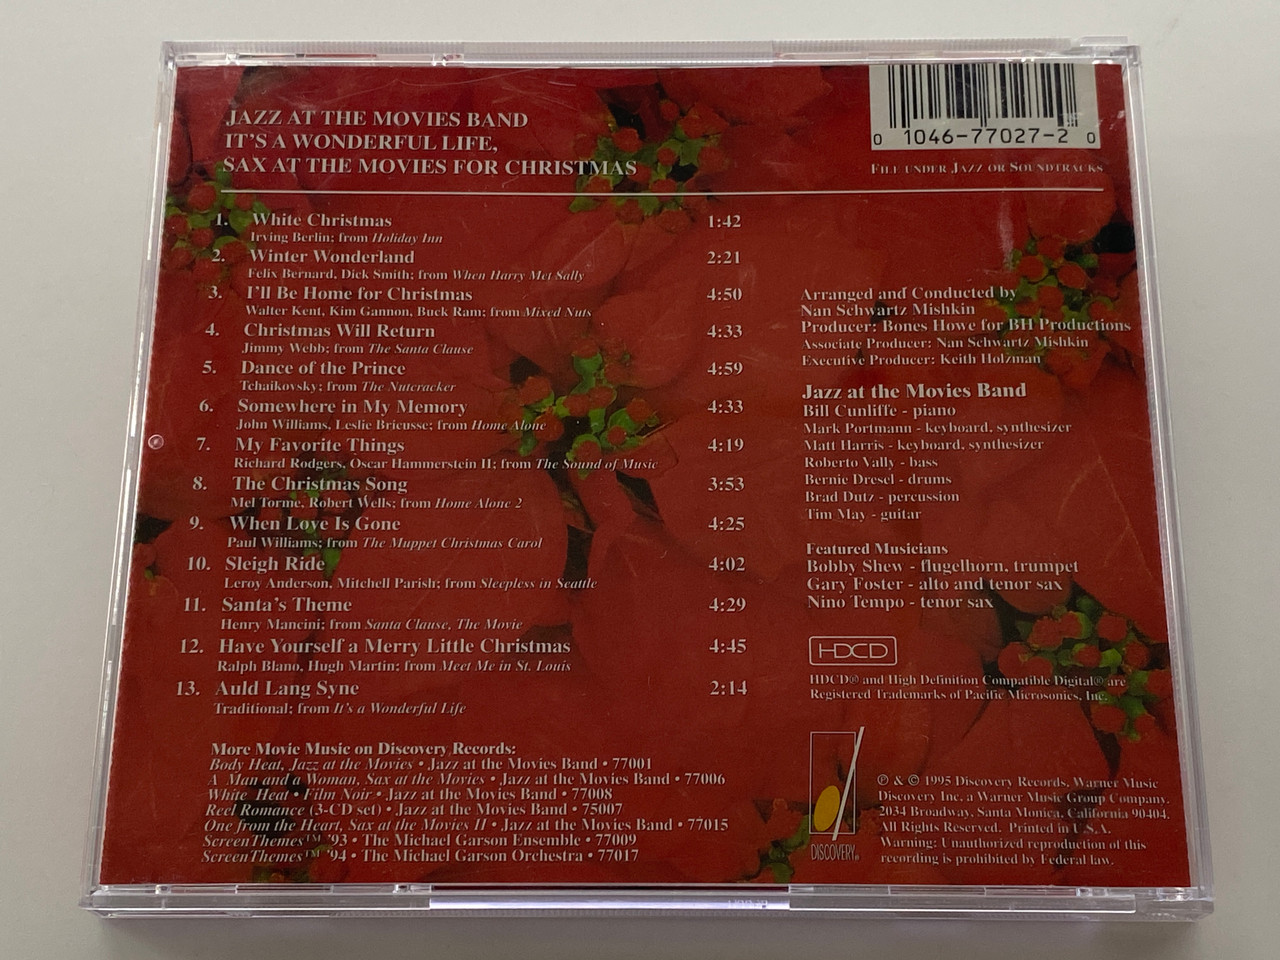 JAZZ AT THE MOVIES BAND
IT'S A WONDERFUL LIFE,
SAX AT THE MOVIES FOR CHRISTMAS
0 1046-77027-2 0
FILE UNDER JAZZ OR SOUNDTRACKS
1. White Christmas 1:42
Irving Berlin; from Holiday Inn
2. Winter Wonderland 2:21
Felix Bernard, Dick Smith; from When Harry Met Sally
3. I'll Be Home for Christmas 4:50
Walter Kent, Kim Gannon, Buck Ram; from Mixed Nuts
4. Christmas Will Return 4:33
Jimmy Webb; from The Santa Clause
5. Dance of the Prince 4:59
Tchaikovsky; from The Nutcracker
6. Somewhere in My Memory 4:33
John Williams, Leslie Bricusse; from Home Alone
7. My Favorite Things 4:19
Richard Rodgers, Oscar Hammerstein II; from The Sound of Music
8. The Christmas Song 3:53
Mel Torme, Robert Wells; from Home Alone 2
9. When Love Is Gone 4:25
Paul Williams; from The Muppet Christmas Carol
10. Sleigh Ride 4:02
Leroy Anderson, Mitchell Parish; from Sleepless in Seattle
11. Santa's Theme 4:29
Henry Mancini; from Santa Clause, The Movie
12. Have Yourself a Merry Little Christmas 4:45
Ralph Blano, Hugh Martin; from Meet Me in St. Louis
13. Auld Lang Syne 2:14
Traditional; from It's a Wonderful Life
Arranged and Conducted by
Nan Schwartz Mishkin
Producer: Bones Howe for BH Productions
Associate Producer: Nan Schwartz Mishkin
Executive Producer: Keith Holzman
Jazz at the Movies Band
Bill Cunliffe - piano
Mark Portmann - keyboard, synthesizer
Matt Harris - keyboard, synthesizer
Roberto Vally - bass
Bernie Dresel - drums
Brad Dutz - percussion
Tim May - guitar
Featured Musicians
Bobby Shew - flugelhorn, trumpet
Gary Foster - alto and tenor sax
Nino Tempo - tenor sax
HDCD
HDCD® and High Definition Compatible Digital® are
Registered Trademarks of Pacific Microsonics, Inc.
More Movie Music on Discovery Records:
Body Heat, Jazz at the Movies • Jazz at the Movies Band • 77001
A Man and a Woman, Sax at the Movies • Jazz at the Movies Band • 77006
White Heat • Film Noir • Jazz at the Movies Band • 77008
Reel Romance (3-CD set) • Jazz at the Movies Band • 75007
One from the Heart, Sax at the Movies II • Jazz at the Movies Band • 77015
ScreenThemes™ '93 • The Michael Garson Ensemble • 77009
ScreenThemes™ '94 • The Michael Garson Orchestra • 77017
DISCOVERY®
℗ & © 1995 Discovery Records, Warner Music
Discovery Inc, a Warner Music Group Company.
2034 Broadway, Santa Monica, California 90404.
All Rights Reserved. Printed in U.S.A.
Warning: Unauthorized reproduction of this
recording is prohibited by Federal law.